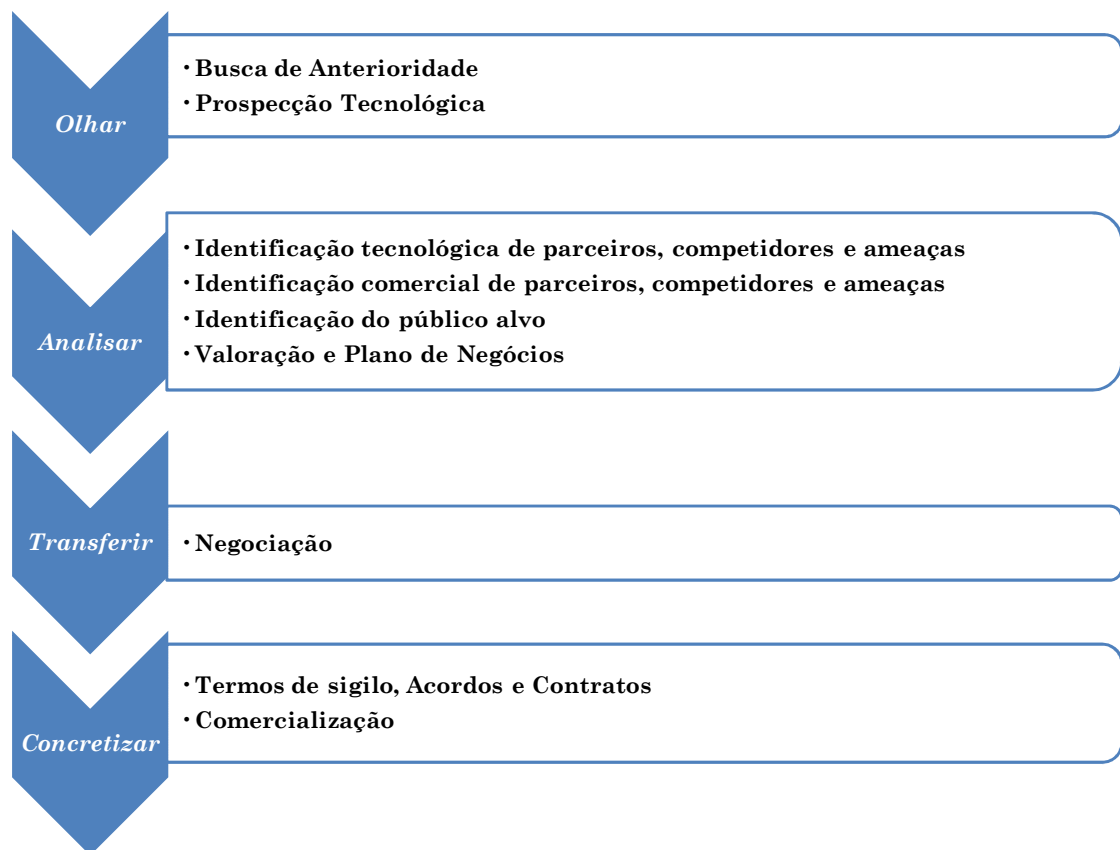 Olhar
·Busca de Anterioridade
·Prospecção Tecnológica
Analisar
·Identificação tecnológica de parceiros, competidores e ameaças
·Identificação comercial de parceiros, competidores e ameaças
·Identificação do público alvo
·Valoração e Plano de Negócios
Transferir
·Negociação
Concretizar
·Termos de sigilo, Acordos e Contratos
·Comercialização